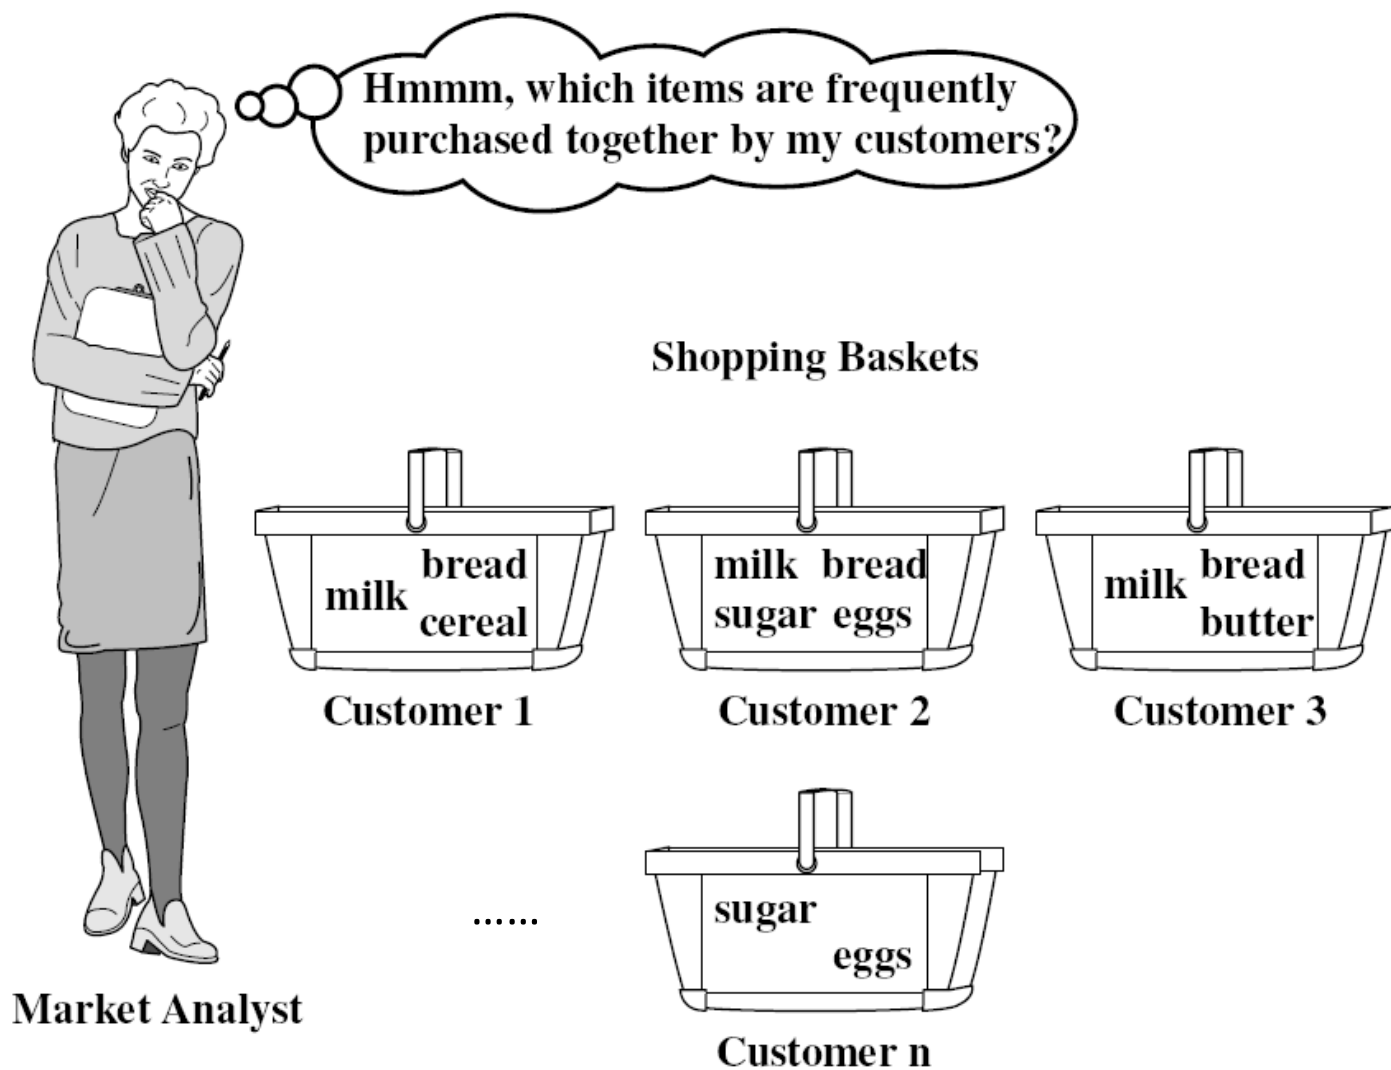 Hmmm, which items are frequently
purchased together by my customers?
Shopping Baskets
milk
bread
cereal
Customer 1
milk bread
sugar eggs
Customer 2
milk
bread
butter
Customer 3
......
sugar
eggs
Customer n
Market Analyst